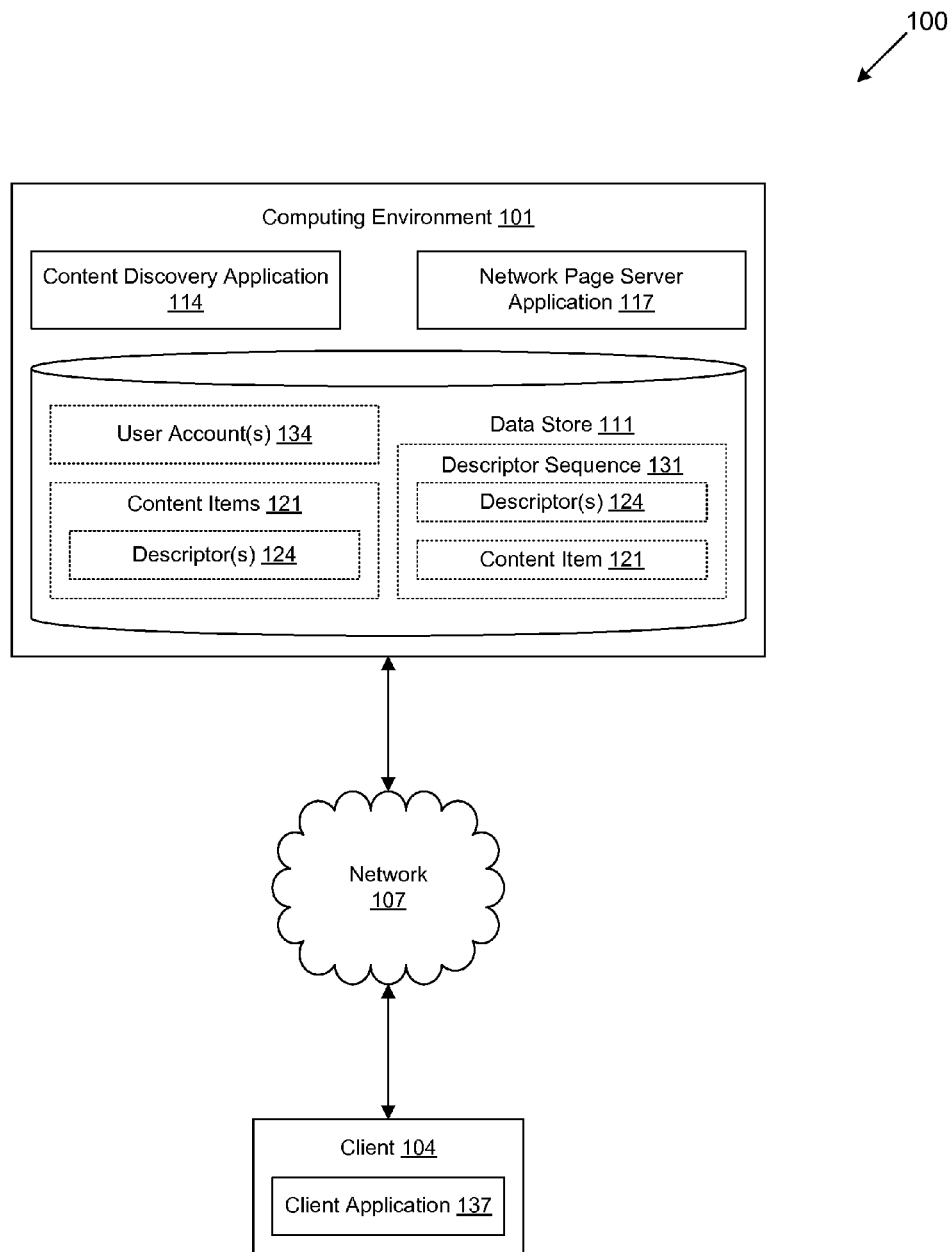 100
Computing Environment 101
Content Discovery Application
114
Network Page Server
Application 117
User Account(s) 134
Data Store 111
Content Items 121
Descriptor(s) 124
Descriptor Sequence 131
Descriptor(s) 124
Content Item 121
Network
107
Client 104
Client Application 137